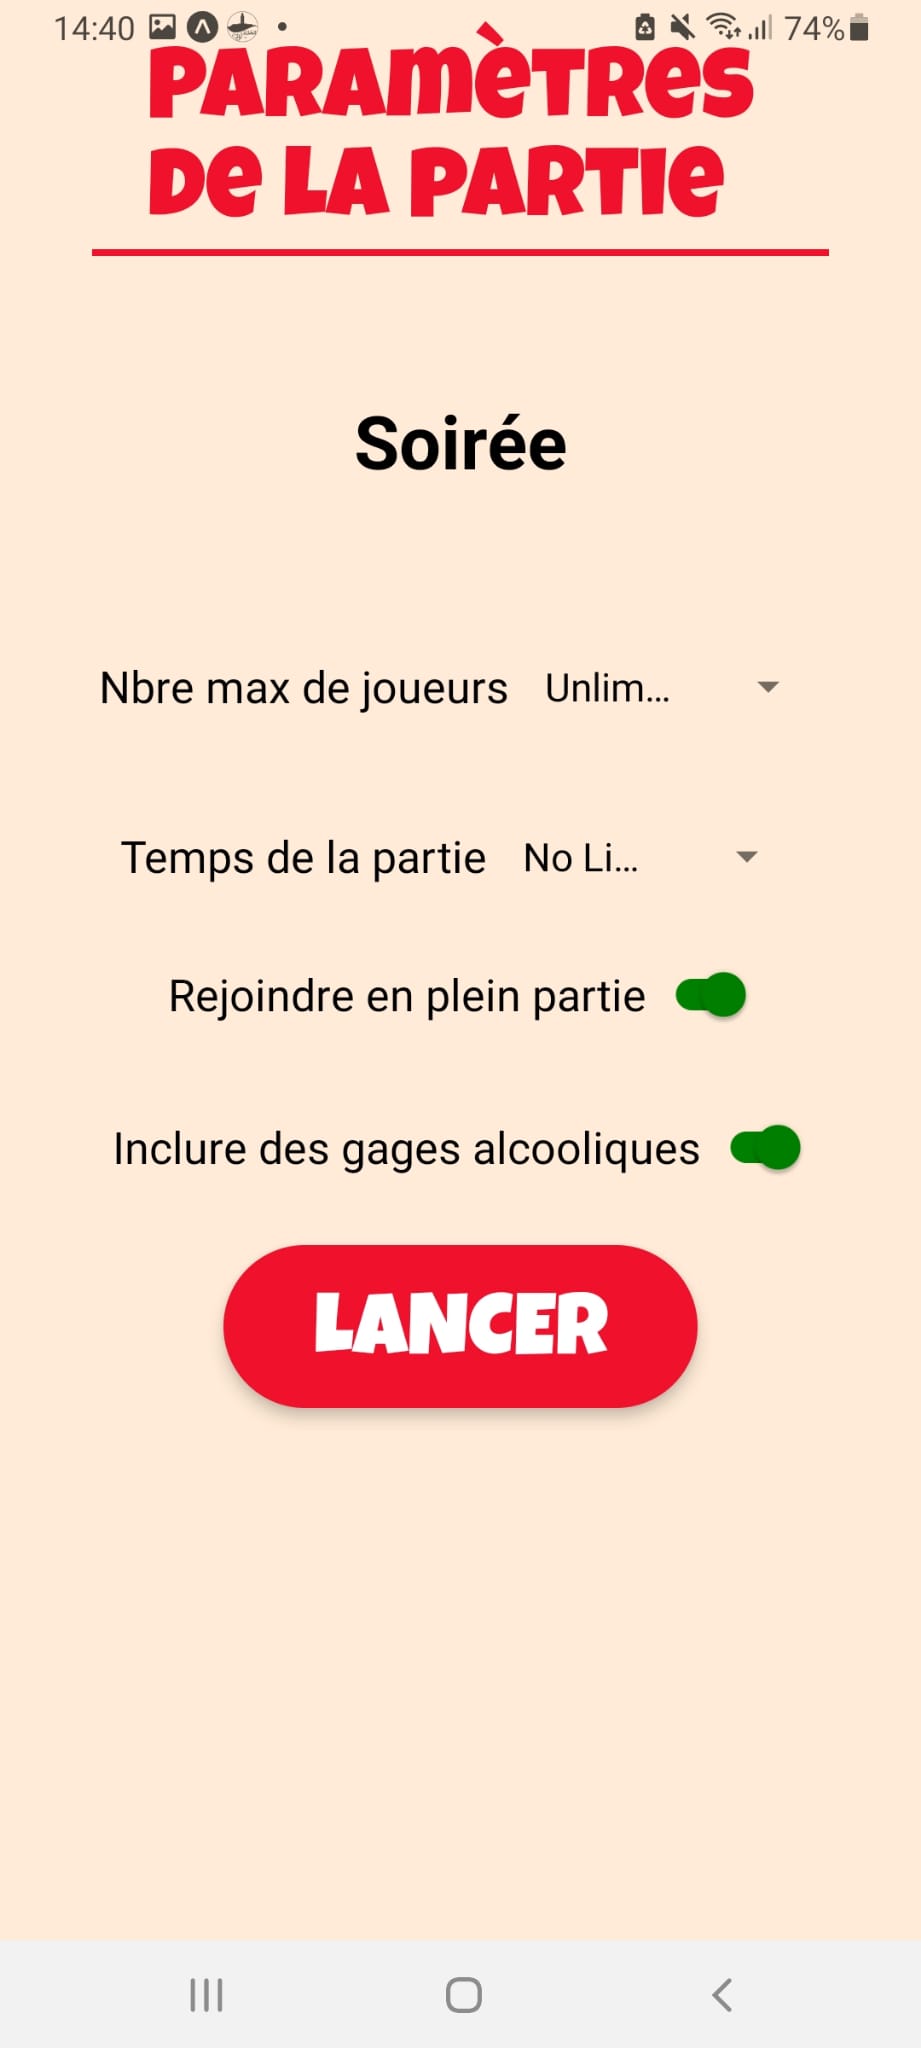 14:40
74%
PARAMèTRes
De LA PARTIe
Soirée
Nbre max de joueurs Unlim...
Temps de la partie No Li...
Rejoindre en plein partie
Inclure des gages alcooliques
LANCER